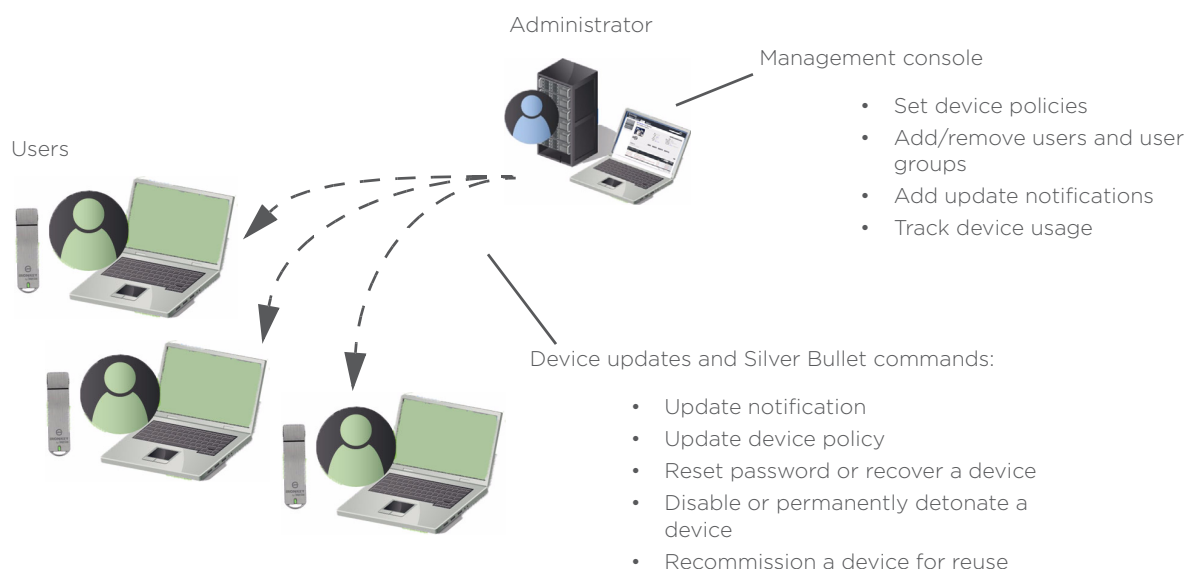 Administrator
Management console
• Set device policies
• Add/remove users and user
groups
• Add update notifications
• Track device usage
Users
Device updates and Silver Bullet commands:
• Update notification
• Update device policy
• Reset password or recover a device
• Disable or permanently detonate a
device
• Recommission a device for reuse